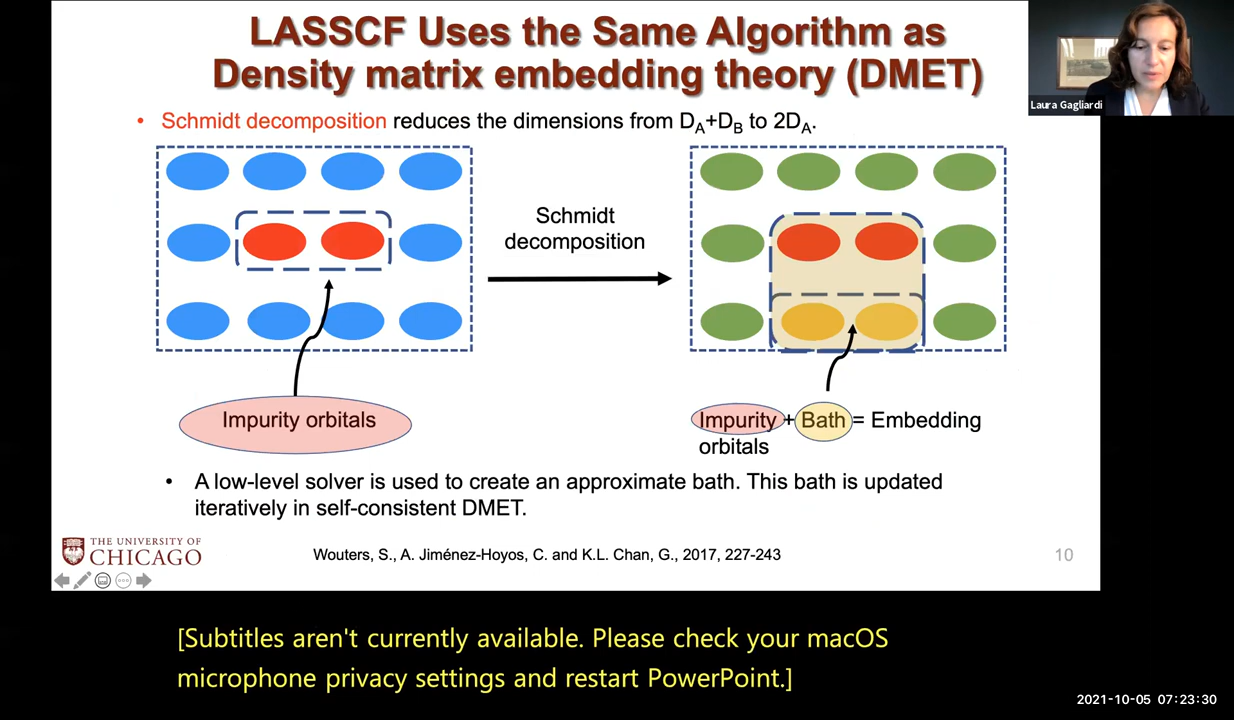 LASSCF Uses the Same Algorithm as
Density matrix embedding theory (DMET)
Laura Gagliardi
• Schmidt decomposition reduces the dimensions from D_A+D_B to 2D_A.
Schmidt
decomposition
Impurity orbitals
Impurity + Bath = Embedding
orbitals
• A low-level solver is used to create an approximate bath. This bath is updated
iteratively in self-consistent DMET.
THE UNIVERSITY OF
CHICAGO
Wouters, S., A. Jiménez-Hoyos, C. and K.L. Chan, G., 2017, 227-243
10
[Subtitles aren't currently available. Please check your macOS
microphone privacy settings and restart PowerPoint.]
2021-10-05 07:23:30